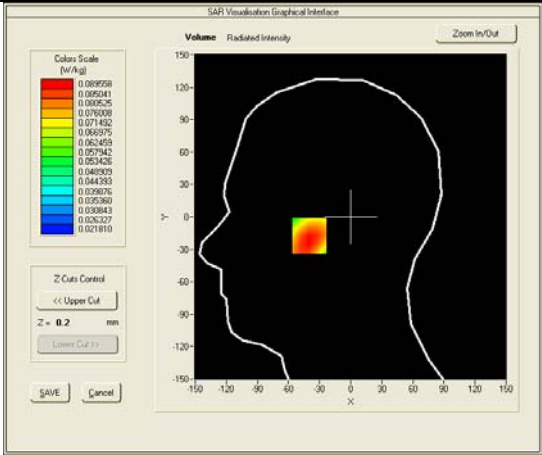 SAR Visualisation Graphical Interface
Volume Radiated Intensity
Zoom In/Out
Colors Scale
(W/kg)
0.089558
0.085041
0.080525
0.076008
0.071492
0.066975
0.062459
0.057942
0.053426
0.048909
0.044393
0.039876
0.035360
0.030843
0.026327
0.021810
Z-Cuts Control
<< Upper Cut
Z = 0.2 mm
Lower Cut >>
SAVE
Cancel
150
120
90
60
30
0
-30
-60
-90
-120
-150
Y
-150 -120 -90 -60 -30 0 30 60 90 120 150
X